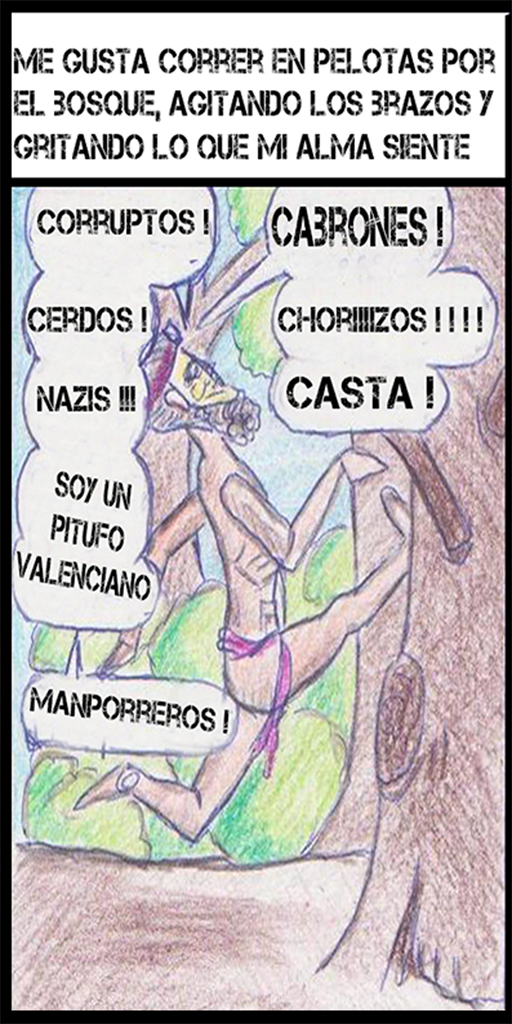 ME GUSTA CORRER EN PELOTAS POR
EL BOSQUE, AGITANDO LOS BRAZOS Y
GRITANDO LO QUE MI ALMA SIENTE
CORRUPTOS !
CABRONES !
CERDOS !
CHORIIIIIZOS ! ! ! !
NAZIS !!!
CASTA !
SOY UN
PITUFO
VALENCIANO
MANPORREROS !